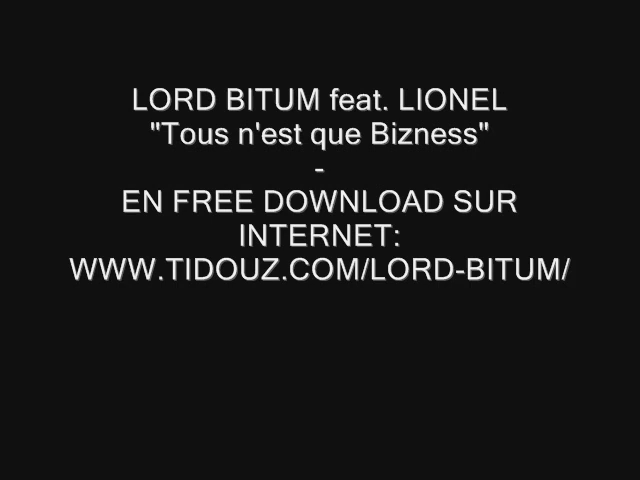 LORD BITUM feat. LIONEL
"Tous n'est que Bizness"
-
EN FREE DOWNLOAD SUR
INTERNET:
WWW.TIDOUZ.COM/LORD-BITUM/